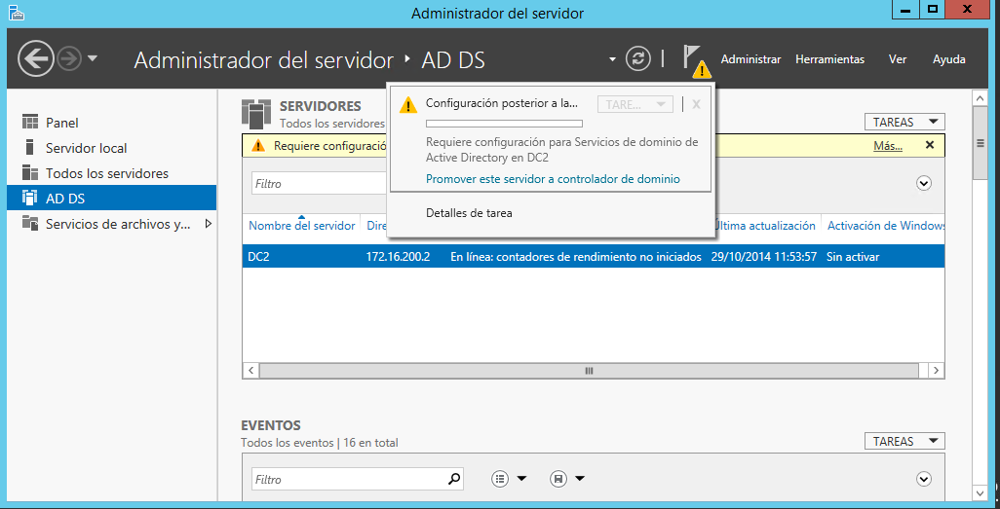 Administrador del servidor
Administrador del servidor
AD DS
Administrar
Herramientas
Ver
Ayuda
Panel
Servidor local
Todos los servidores
AD DS
Servicios de archivos y...
SERVIDORES
Todos los servidores
TAREAS
Configuración posterior a la...
TARE...
X
Requiere configuración para Servicios de dominio de
Active Directory en DC2
Promover este servidor a controlador de dominio
Detalles de tarea
Requiere configuració
Más...
Filtro
Nombre del servidor
Última actualización
Activación de Windows
DC2
172.16.200.2
En línea: contadores de rendimiento no iniciados
29/10/2014 11:53:57
Sin activar
EVENTOS
Todos los eventos | 16 en total
TAREAS
Filtro